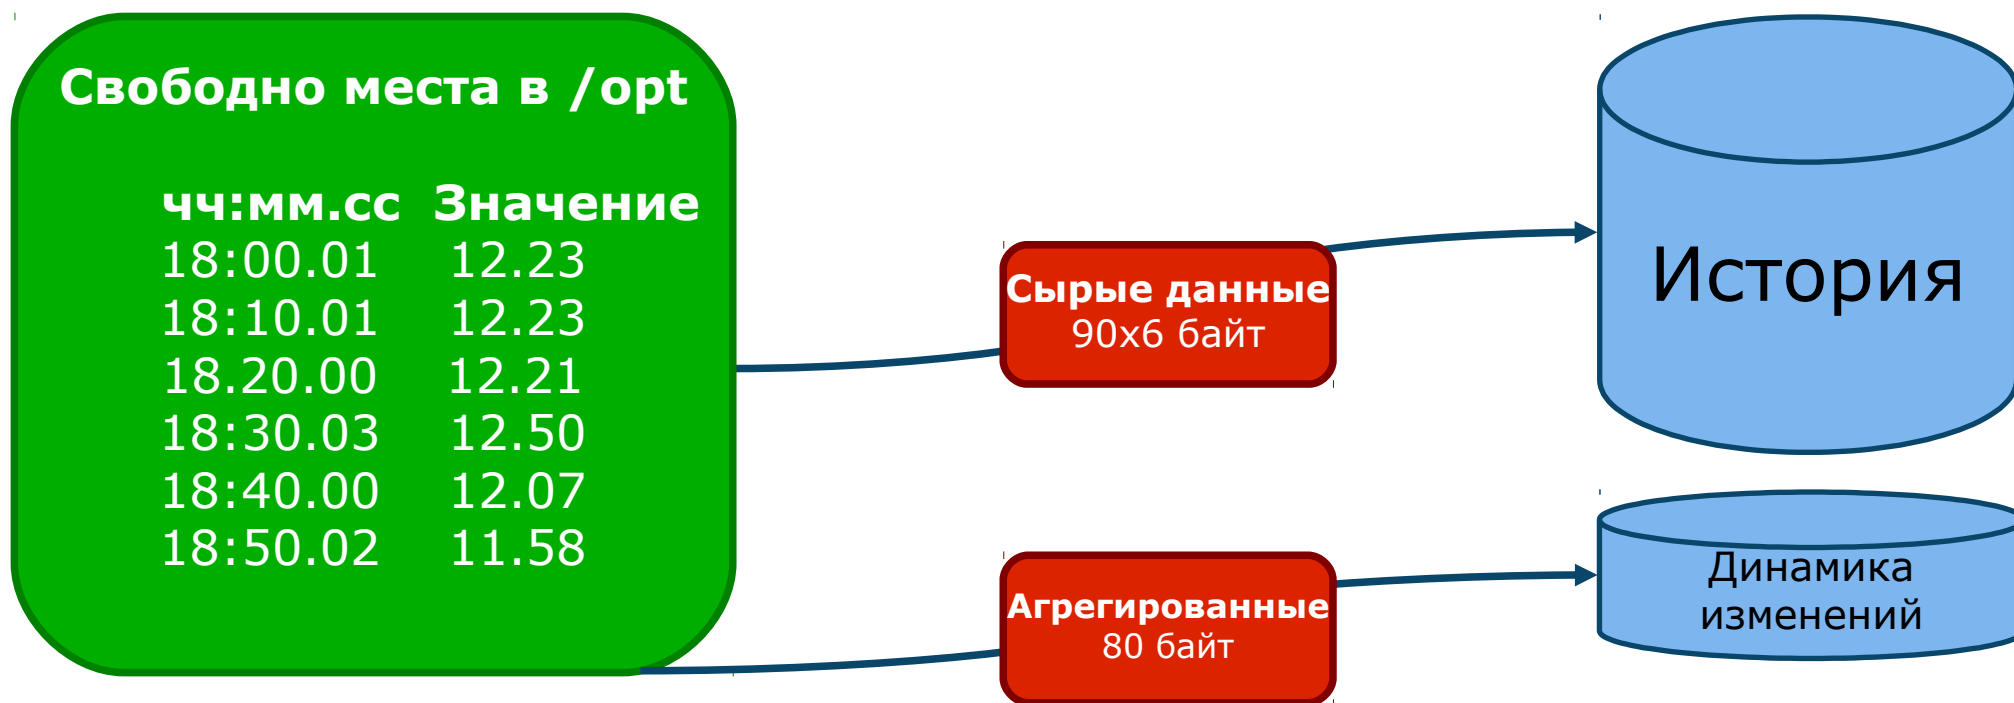 Свободно места в /opt
чч:мм.сс Значение
18:00.01 12.23
18:10.01 12.23
18.20.00 12.21
18:30.03 12.50
18:40.00 12.07
18:50.02 11.58
Сырые данные
90x6 байт
История
Агрегированные
80 байт
Динамика
изменений